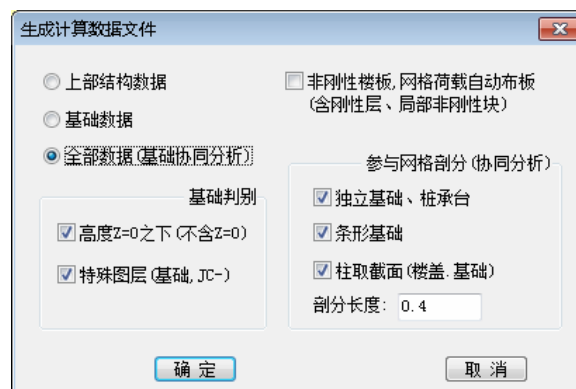 生成计算数据文件
上部结构数据
基础数据
全部数据(基础协同分析)
非刚性楼板,网格荷载自动布板
(含刚性层、局部非刚性块)
基础判别
高度Z=0之下(不含Z=0)
特殊图层(基础,JC-)
参与网格剖分(协同分析)
独立基础、桩承台
条形基础
柱取截面(楼盖.基础)
剖分长度: 0.4
确定
取消